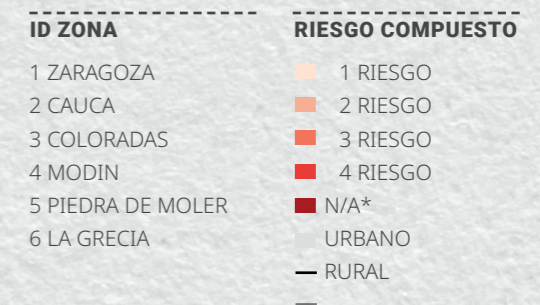 ID ZONA
1 ZARAGOZA
2 CAUCA
3 COLORADAS
4 MODIN
5 PIEDRA DE MOLER
6 LA GRECIA
RIESGO COMPUESTO
1 RIESGO
2 RIESGO
3 RIESGO
4 RIESGO
N/A*
URBANO
RURAL